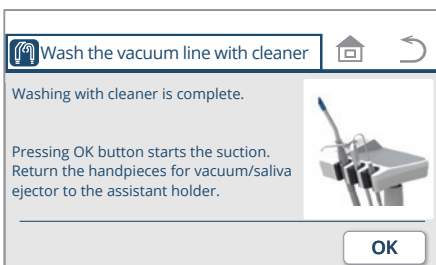 Wash the vacuum line with cleaner
Washing with cleaner is complete.
Pressing OK button starts the suction.
Return the handpieces for vacuum/saliva
ejector to the assistant holder.
OK